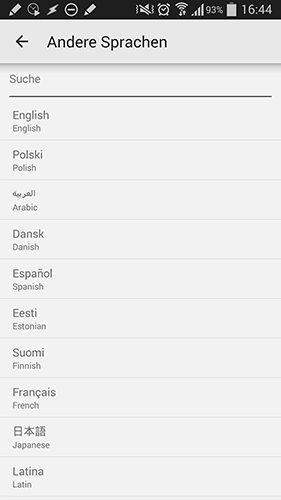 93% 16:44
Andere Sprachen
Suche
English
English
Polski
Polish
العربية
Arabic
Dansk
Danish
Español
Spanish
Eesti
Estonian
Suomi
Finnish
Français
French
日本語
Japanese
Latina
Latin